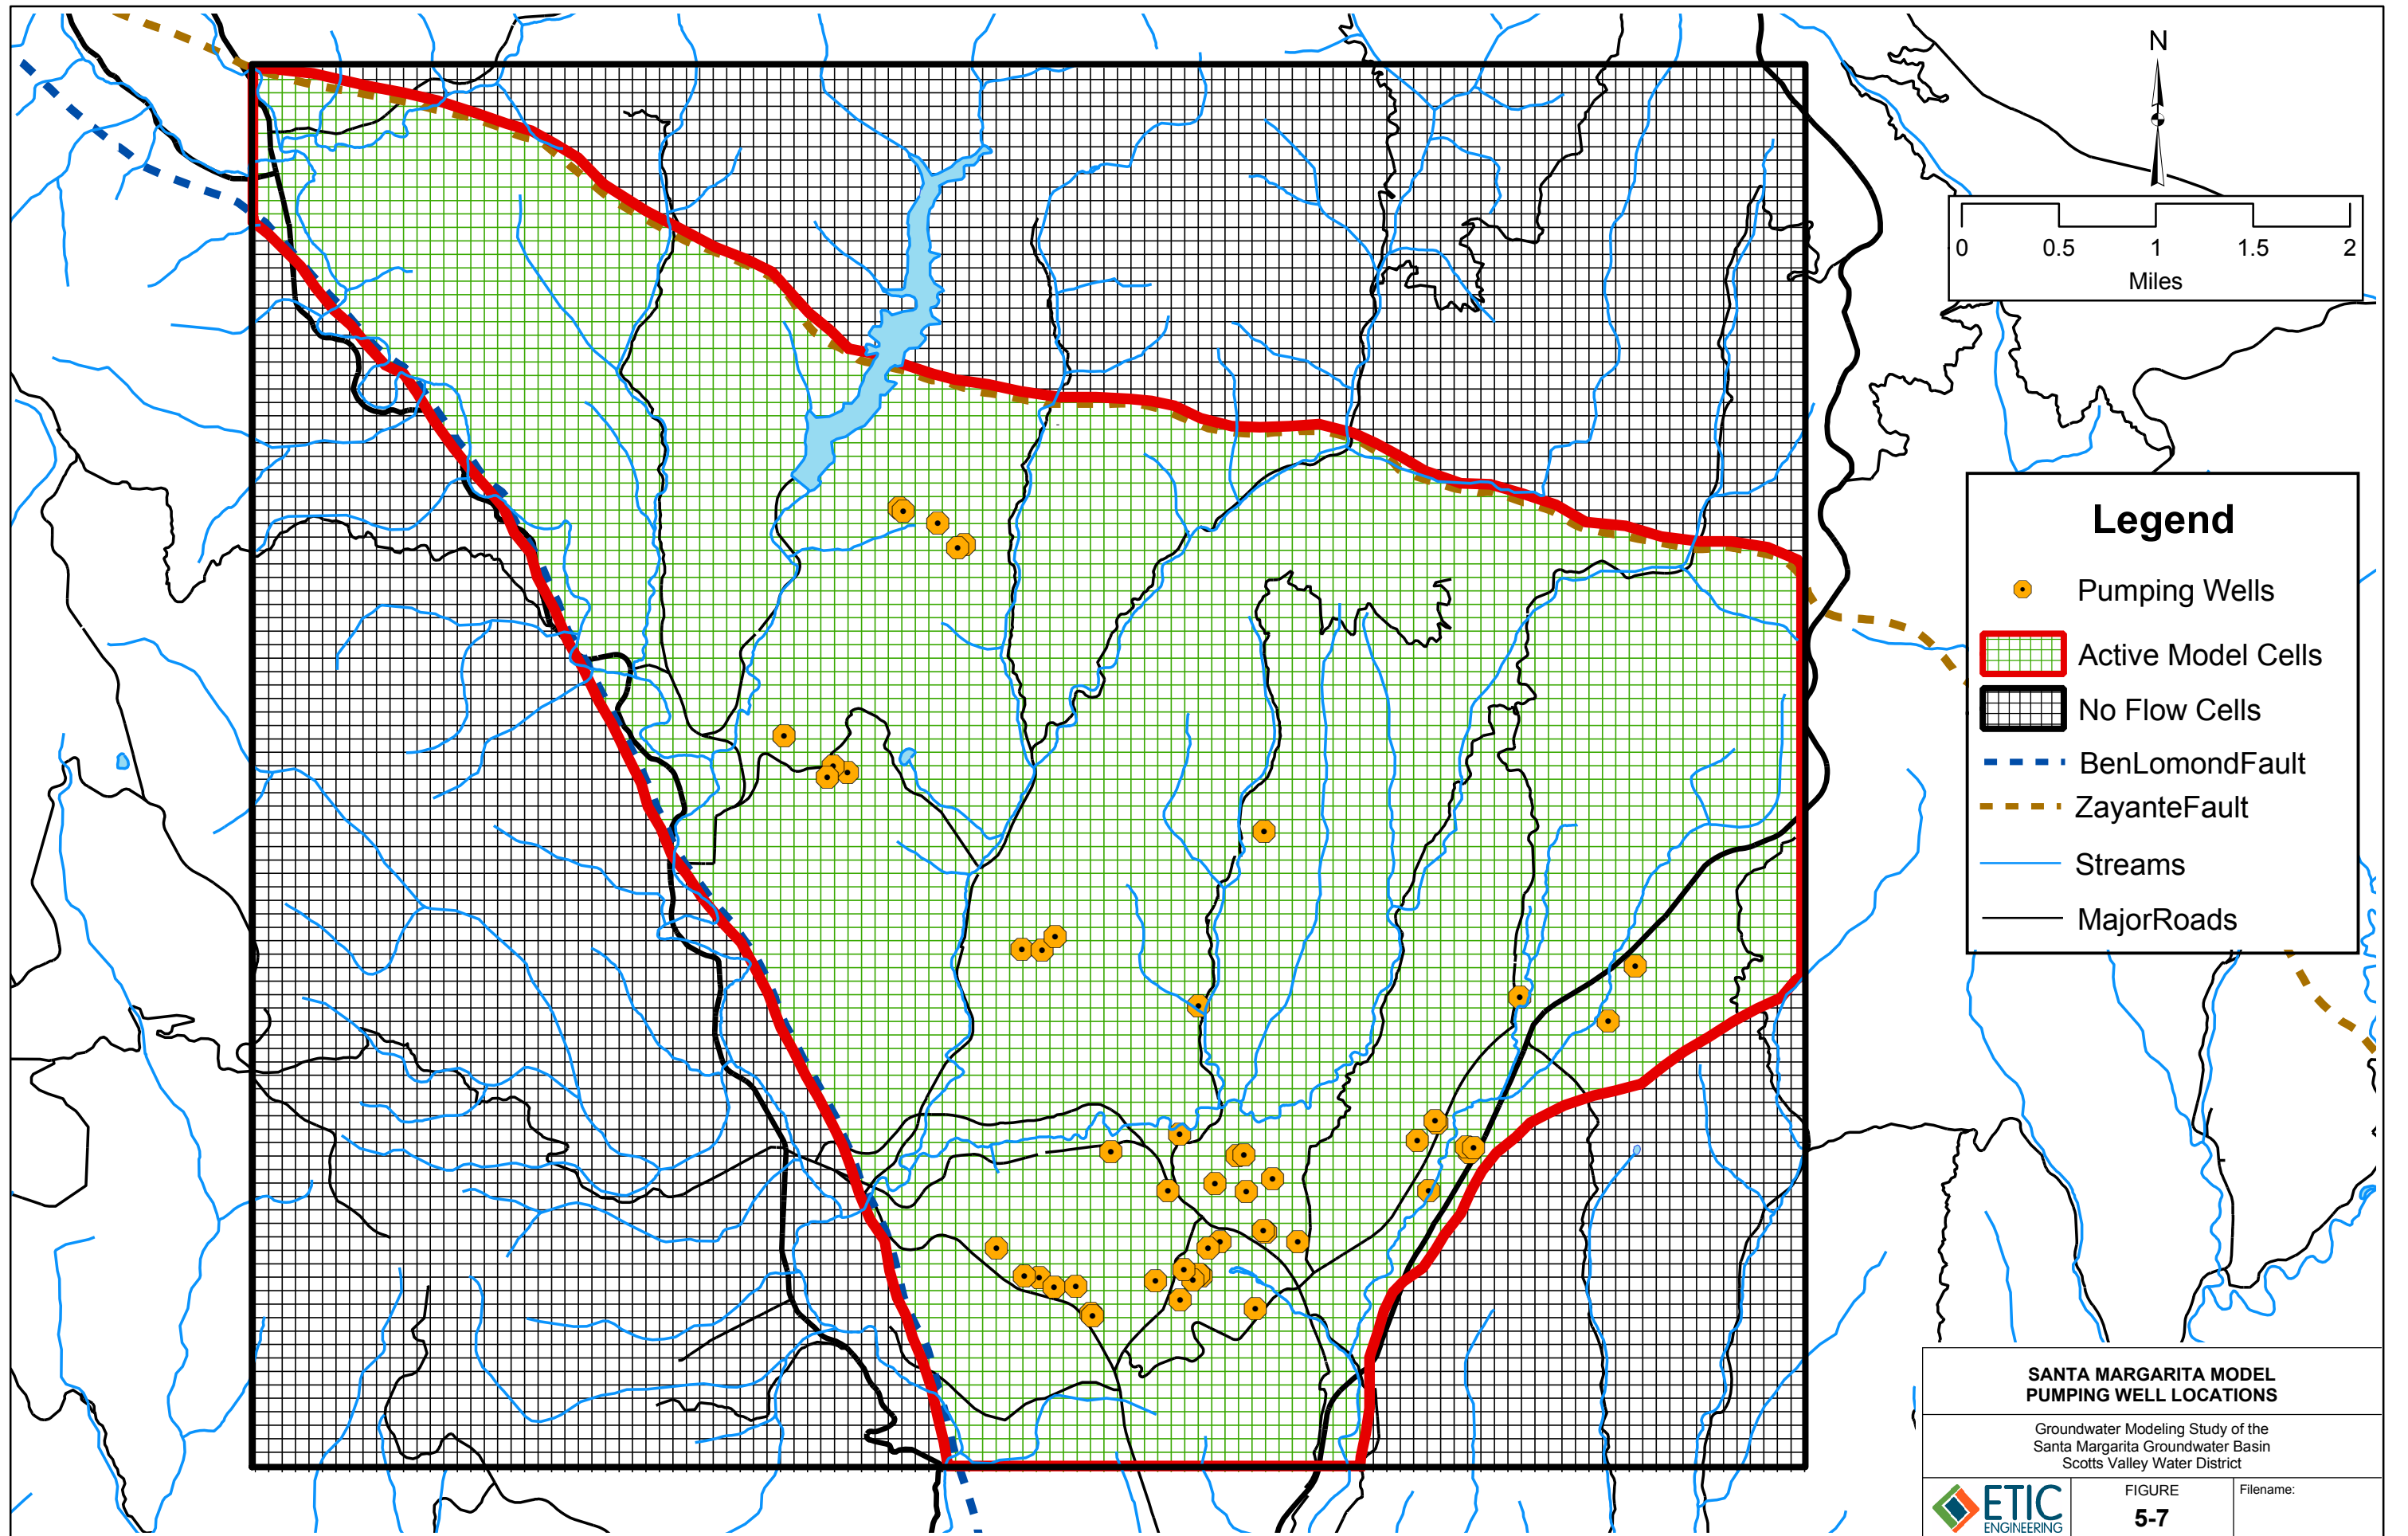 N
0 0.5 1 1.5 2
Miles
Legend
Pumping Wells
Active Model Cells
No Flow Cells
BenLomondFault
ZayanteFault
Streams
MajorRoads
SANTA MARGARITA MODEL
PUMPING WELL LOCATIONS
Groundwater Modeling Study of the
Santa Margarita Groundwater Basin
Scotts Valley Water District
ETIC
ENGINEERING
FIGURE
5-7
Filename: